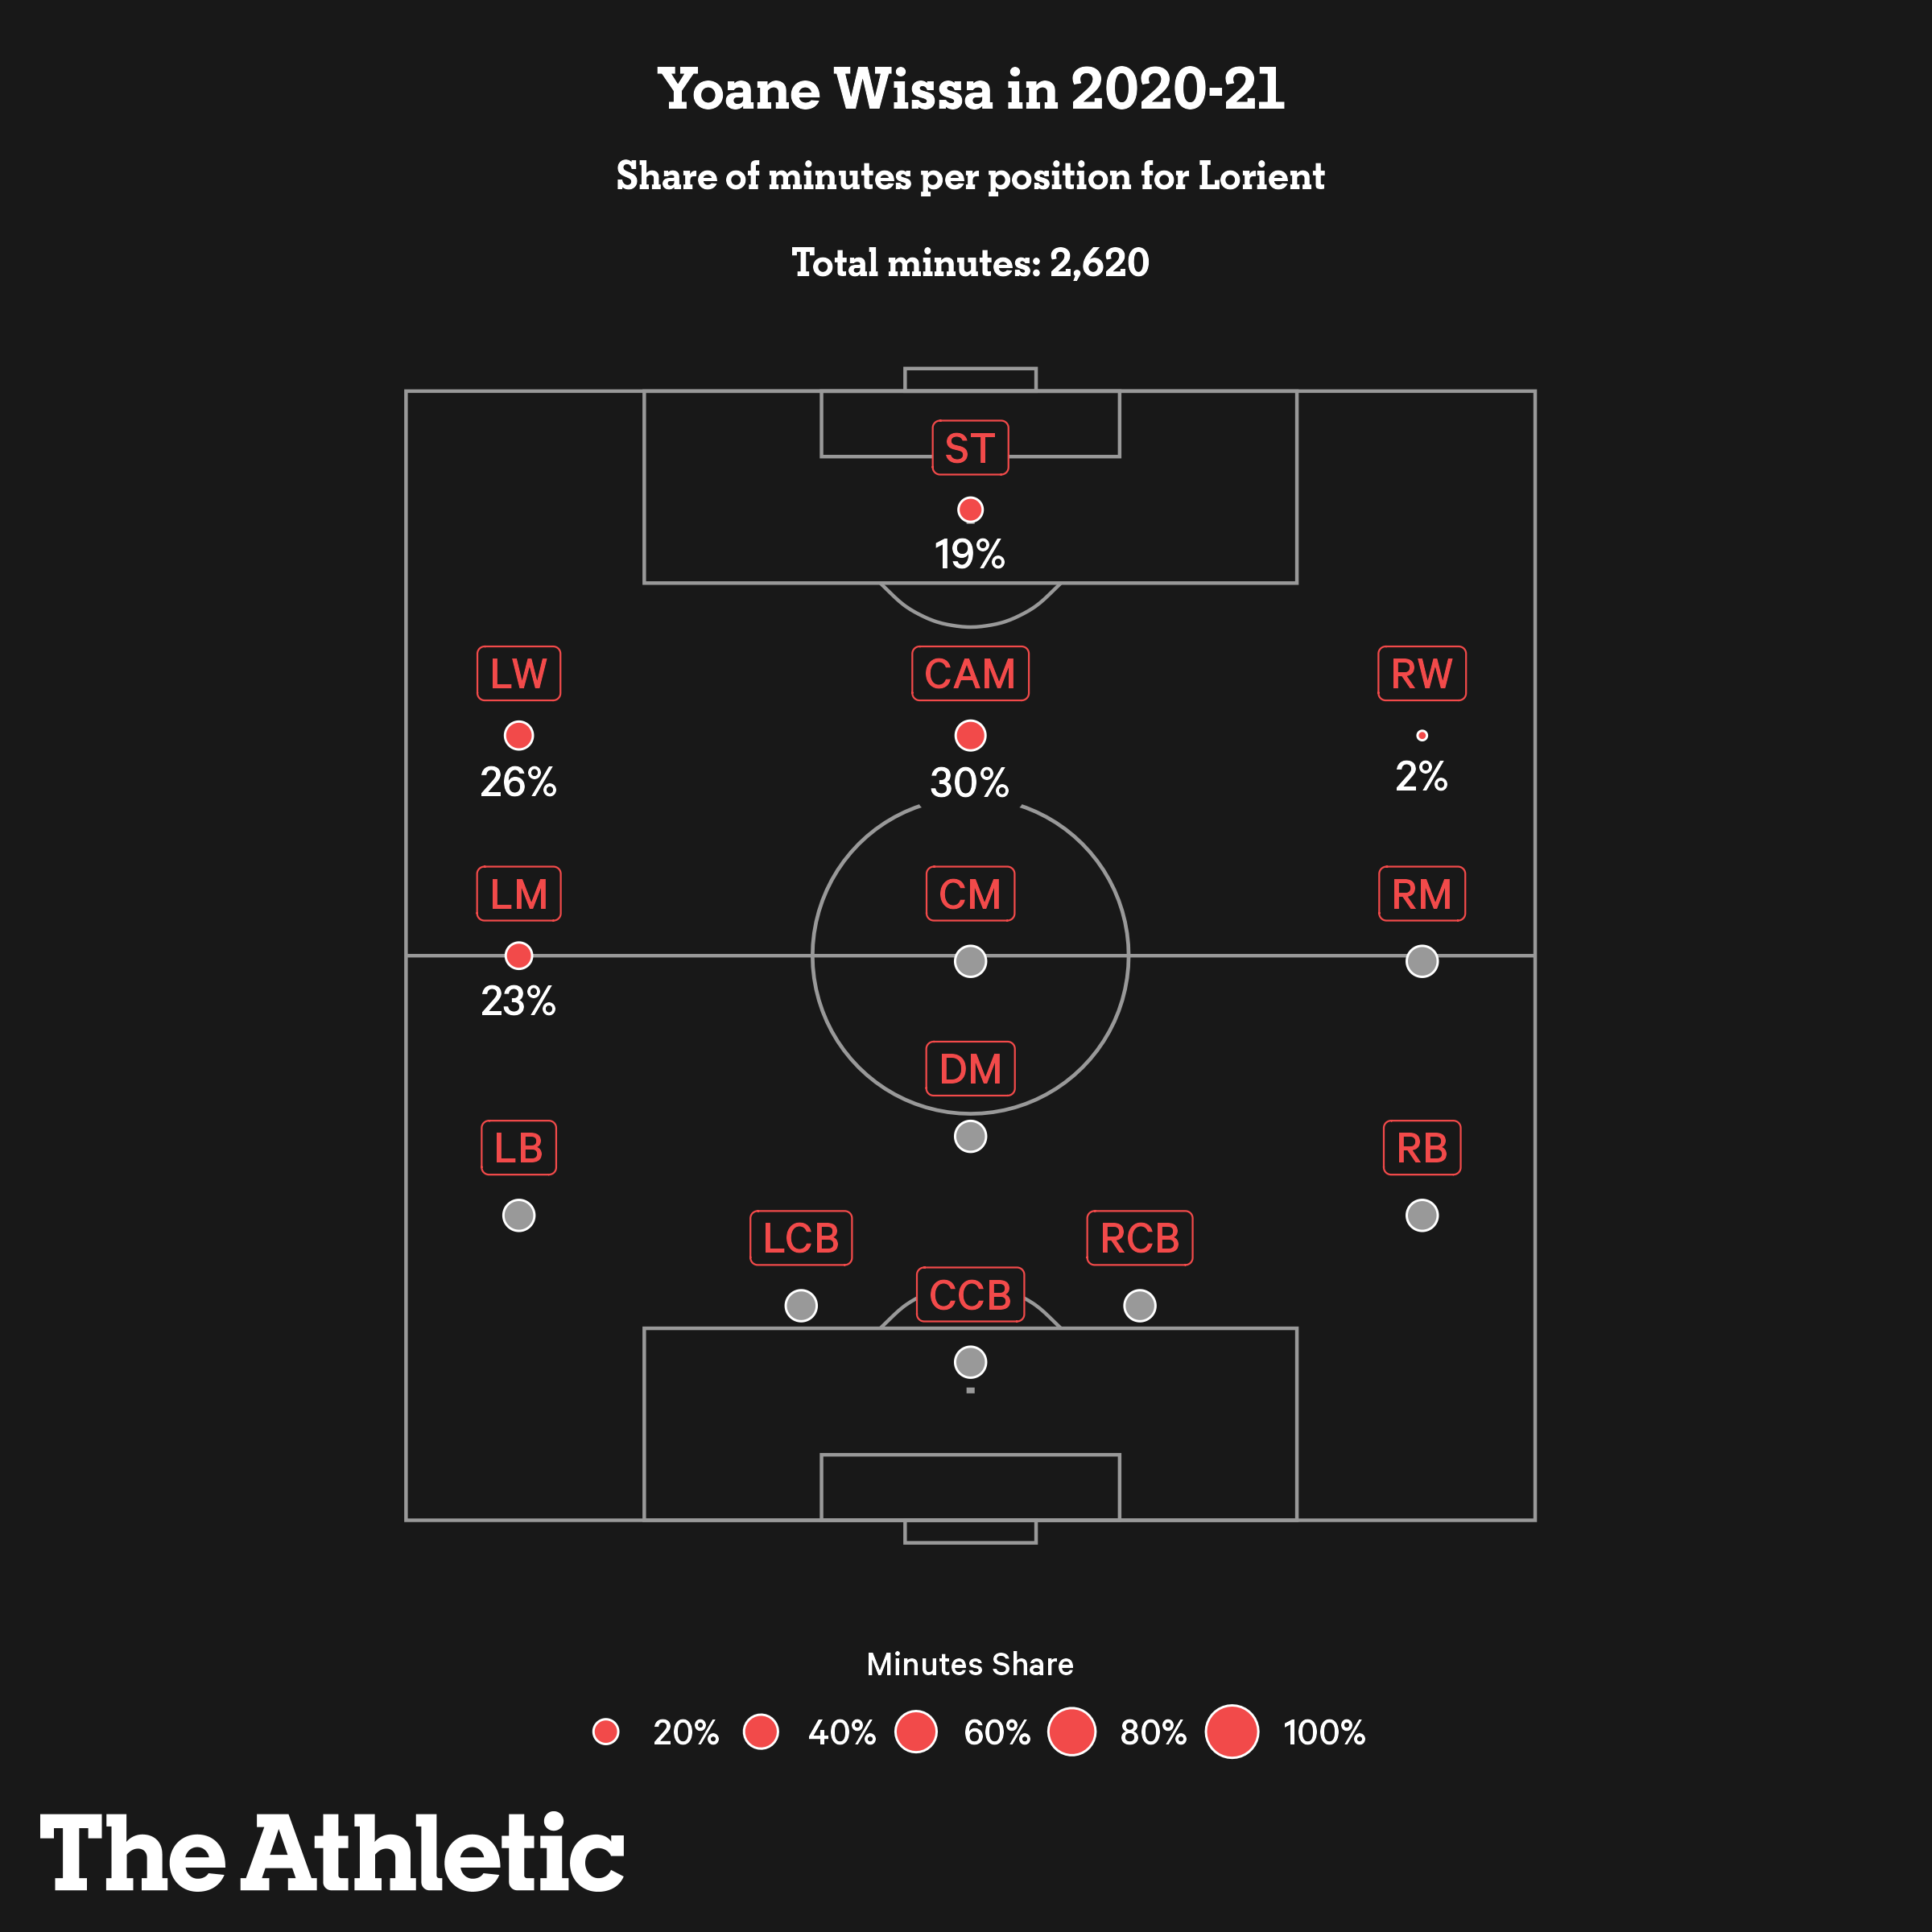 Yoane Wissa in 2020-21
Share of minutes per position for Lorient
Total minutes: 2,620
ST
19%
LW CAM RW
26% 30% 2%
LM CM RM
23%
DM
LB RB
LCB RCB
CCB
Minutes Share
20% 40% 60% 80% 100%
The Athletic